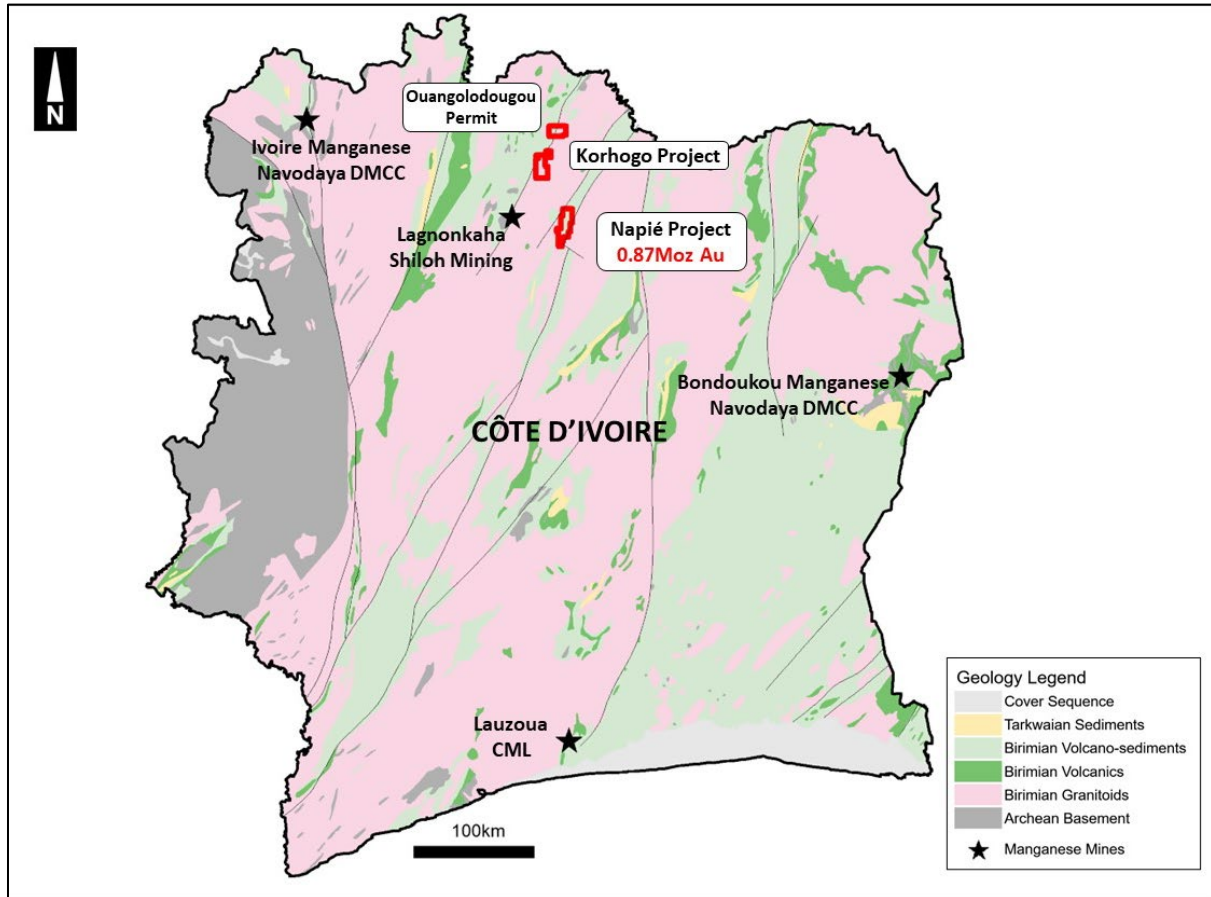 N
Ouangolodougou
Permit
Ivoire Manganese
Navodaya DMCC
Korhogo Project
Lagnonkaha
Shiloh Mining
Napié Project
0.87Moz Au
Bondoukou Manganese
Navodaya DMCC
CÔTE D'IVOIRE
Lauzoua
CML
100km
Geology Legend
Cover Sequence
Tarkwaian Sediments
Birimian Volcano-sediments
Birimian Volcanics
Birimian Granitoids
Archean Basement
Manganese Mines